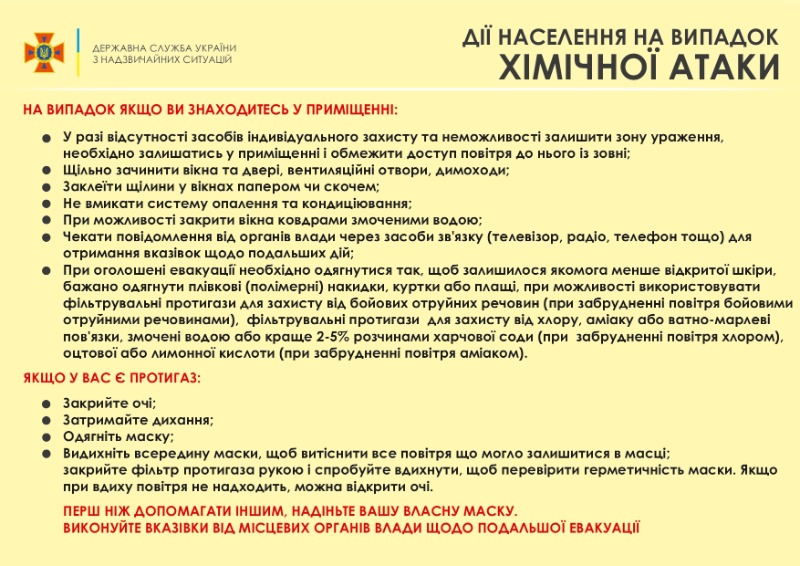 ДЕРЖАВНА СЛУЖБА УКРАЇНИ
З НАДЗВИЧАЙНИХ СИТУАЦІЙ
ДІЇ НАСЕЛЕННЯ НА ВИПАДОК
ХІМІЧНОЇ АТАКИ
НА ВИПАДОК ЯКЩО ВИ ЗНАХОДИТЕСЬ У ПРИМІЩЕННІ:
● У разі відсутності засобів індивідуального захисту та неможливості залишити зону ураження,
необхідно залишатись у приміщенні і обмежити доступ повітря до нього із зовні;
● Щільно зачинити вікна та двері, вентиляційні отвори, димоходи;
● Заклеїти щілини у вікнах папером чи скочем;
● Не вмикати систему опалення та кондиціювання;
● При можливості закрити вікна ковдрами змоченими водою;
● Чекати повідомлення від органів влади через засоби зв'язку (телевізор, радіо, телефон тощо) для
отримання вказівок щодо подальших дій;
● При оголошені евакуації необхідно одягнутися так, щоб залишилося якомога менше відкритої шкіри,
бажано одягнути плівкові (полімерні) накидки, куртки або плащі, при можливості використовувати
фільтрувальні протигази для захисту від бойових отруйних речовин (при забрудненні повітря бойовими
отруйними речовинами), фільтрувальні протигази для захисту від хлору, аміаку або ватно-марлеві
пов'язки, змочені водою або краще 2-5% розчинами харчової соди (при забрудненні повітря хлором),
оцтової або лимонної кислоти (при забрудненні повітря аміаком).
ЯКЩО У ВАС Є ПРОТИГАЗ:
● Закрийте очі;
● Затримайте дихання;
● Одягніть маску;
● Видихніть всередину маски, щоб витіснити все повітря що могло залишитися в масці;
закрийте фільтр протигаза рукою і спробуйте вдихнути, щоб перевірити герметичність маски. Якщо
при вдиху повітря не надходить, можна відкрити очі.
ПЕРШ НІЖ ДОПОМАГАТИ ІНШИМ, НАДІНЬТЕ ВАШУ ВЛАСНУ МАСКУ.
ВИКОНУЙТЕ ВКАЗІВКИ ВІД МІСЦЕВИХ ОРГАНІВ ВЛАДИ ЩОДО ПОДАЛЬШОЇ ЕВАКУАЦІЇ